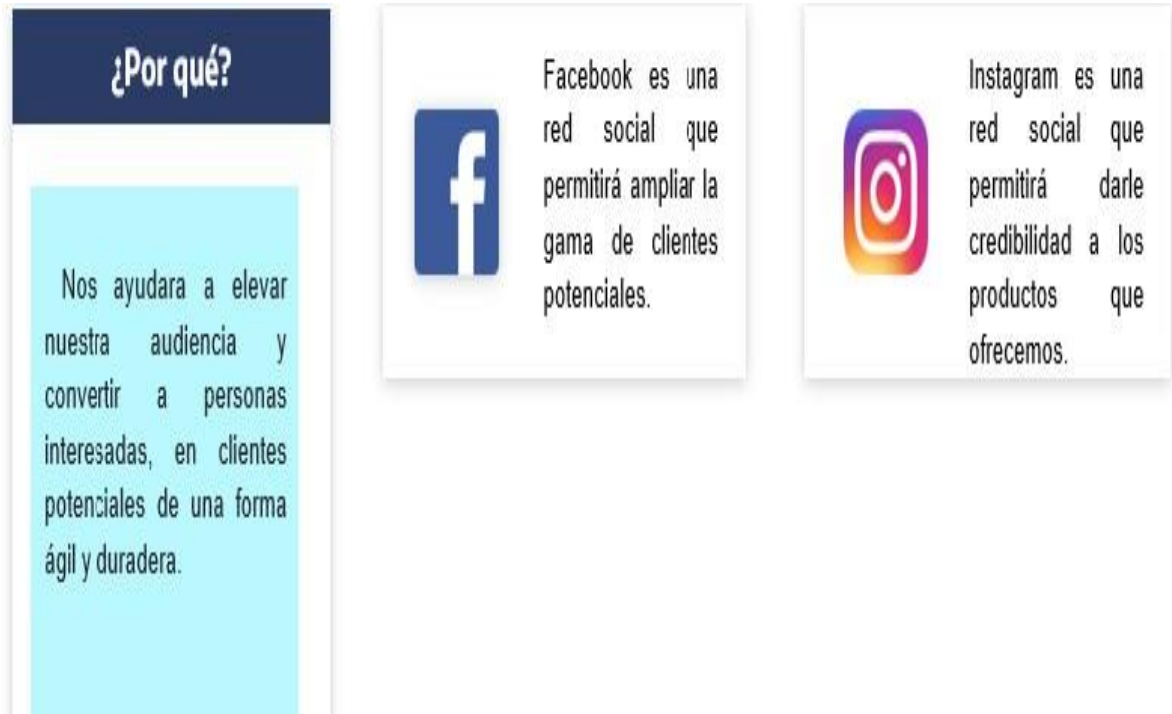 ¿Por qué?
Nos ayudara a elevar
nuestra audiencia y
convertir a personas
interesadas, en clientes
potenciales de una forma
ágil y duradera.
Facebook es una
red social que
permitirá ampliar la
gama de clientes
potenciales.
Instagram es una
red social que
permitirá darle
credibilidad a los
productos que
ofrecemos.